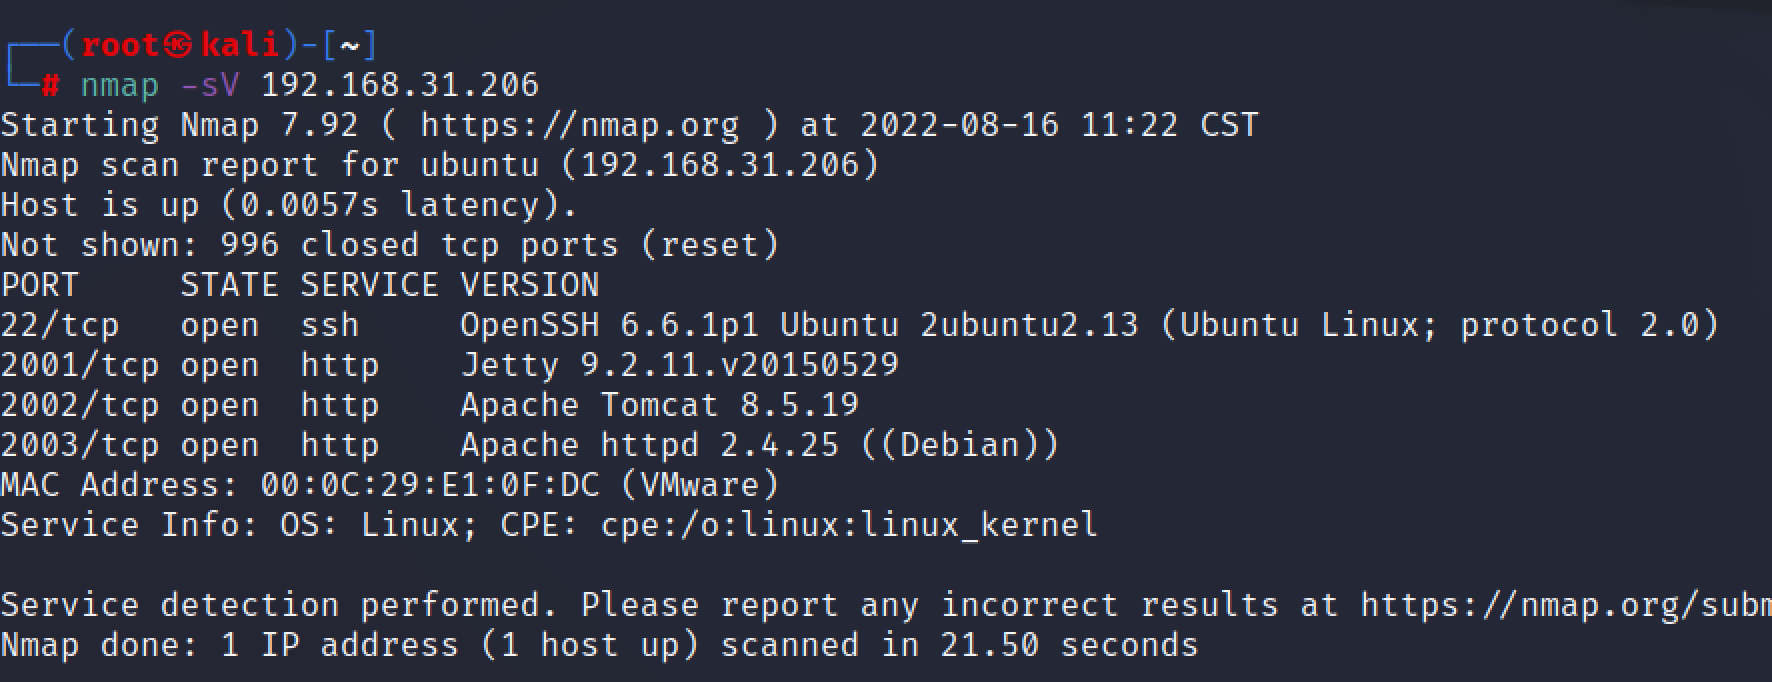 ┌──(root㉿kali)-[~]
└─# nmap -sV 192.168.31.206
Starting Nmap 7.92 ( https://nmap.org ) at 2022-08-16 11:22 CST
Nmap scan report for ubuntu (192.168.31.206)
Host is up (0.0057s latency).
Not shown: 996 closed tcp ports (reset)
PORT     STATE SERVICE VERSION
22/tcp   open  ssh     OpenSSH 6.6.1p1 Ubuntu 2ubuntu2.13 (Ubuntu Linux; protocol 2.0)
2001/tcp open  http    Jetty 9.2.11.v20150529
2002/tcp open  http    Apache Tomcat 8.5.19
2003/tcp open  http    Apache httpd 2.4.25 ((Debian))
MAC Address: 00:0C:29:E1:0F:DC (VMware)
Service Info: OS: Linux; CPE: cpe:/o:linux:linux_kernel

Service detection performed. Please report any incorrect results at https://nmap.org/subm
Nmap done: 1 IP address (1 host up) scanned in 21.50 seconds